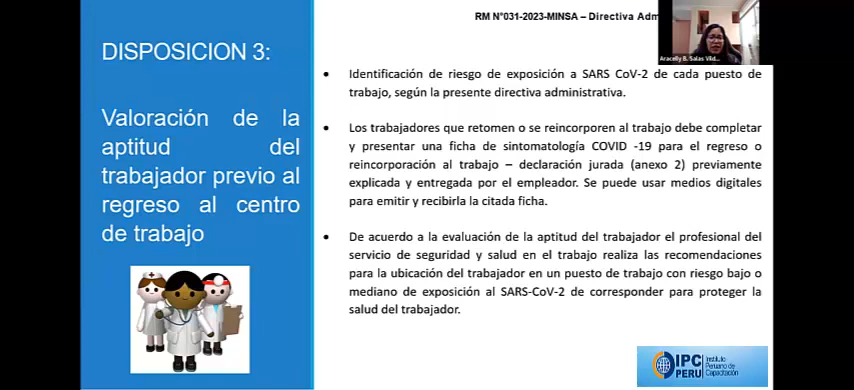 RM N°031-2023-MINSA – Directiva Adm
DISPOSICION 3:
Valoración de la
aptitud del
trabajador previo al
regreso al centro
de trabajo
Aracelly B. Salas Vild...
• Identificación de riesgo de exposición a SARS CoV-2 de cada puesto de
trabajo, según la presente directiva administrativa.
• Los trabajadores que retomen o se reincorporen al trabajo debe completar
y presentar una ficha de sintomatología COVID -19 para el regreso o
reincorporación al trabajo – declaración jurada (anexo 2) previamente
explicada y entregada por el empleador. Se puede usar medios digitales
para emitir y recibirla la citada ficha.
• De acuerdo a la evaluación de la aptitud del trabajador el profesional del
servicio de seguridad y salud en el trabajo realiza las recomendaciones
para la ubicación del trabajador en un puesto de trabajo con riesgo bajo o
mediano de exposición al SARS-CoV-2 de corresponder para proteger la
salud del trabajador.
IPC
PERU
Instituto
Peruano de
Capacitación